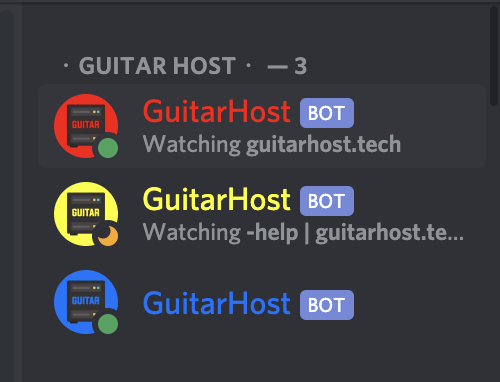 · GUITAR HOST · — 3
GUITAR
GuitarHost BOT
Watching guitarhost.tech
GUITAR
GuitarHost BOT
Watching -help | guitarhost.te...
GUITAR
GuitarHost BOT